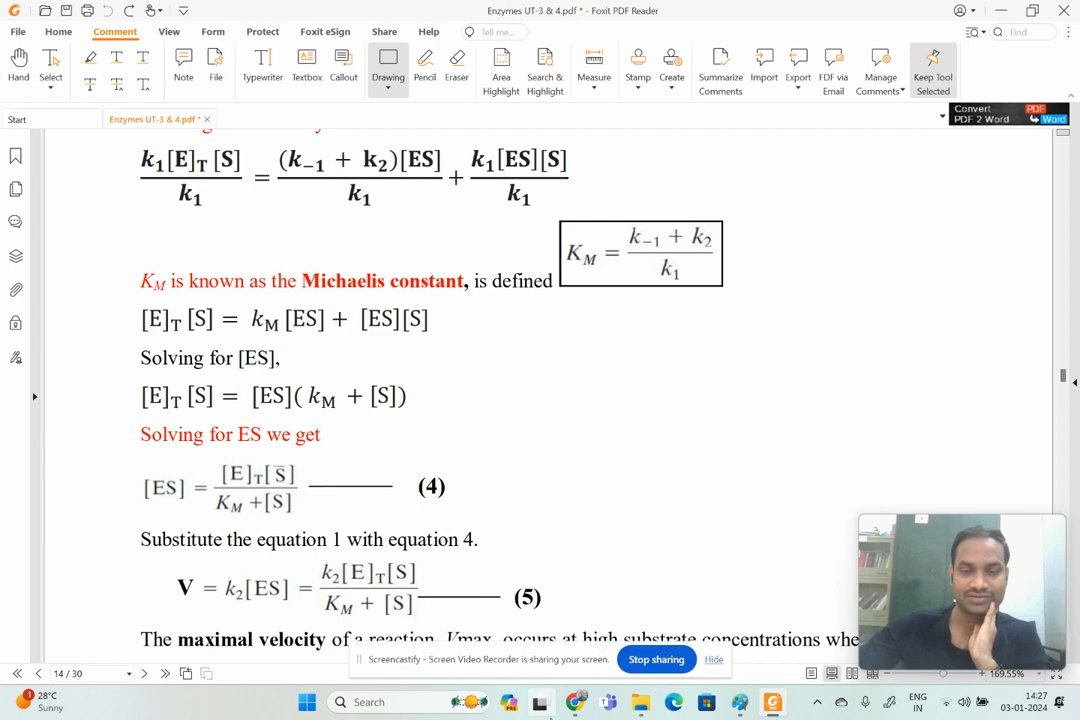 Enzymes UT-3 & 4.pdf * - Foxit PDF Reader
File Home Comment View Form Protect Foxit eSign Share Help Tell me... Find
Hand Select Note File Typewriter Textbox Callout Drawing Pencil Eraser Area Highlight Search & Highlight Measure Stamp Create Summarize Comments Import Export FDF via Email Manage Comments Keep Tool Selected
Start Enzymes UT-3 & 4.pdf * Convert PDF 2 Word PDF Word
k₁[E]T [S] / k₁ = (k₋₁ + k₂)[ES] / k₁ + k₁[ES][S] / k₁
K_M is known as the Michaelis constant, is defined K_M = k₋₁ + k₂ / k₁
[E]T [S] = kM [ES] + [ES][S]
Solving for [ES],
[E]T [S] = [ES]( kM + [S])
Solving for ES we get
[ES] = [E]T[S] / K_M +[S] (4)
Substitute the equation 1 with equation 4.
V = k₂[ES] = k₂[E]T[S] / K_M + [S] (5)
The maximal velocity of a reaction, Vmax, occurs at high substrate concentrations whe
Screencastify - Screen Video Recorder is sharing your screen. Stop sharing Hide
14 / 30 169.55%
28°C
Sunny
Search
ENG
IN
14:27
03-01-2024